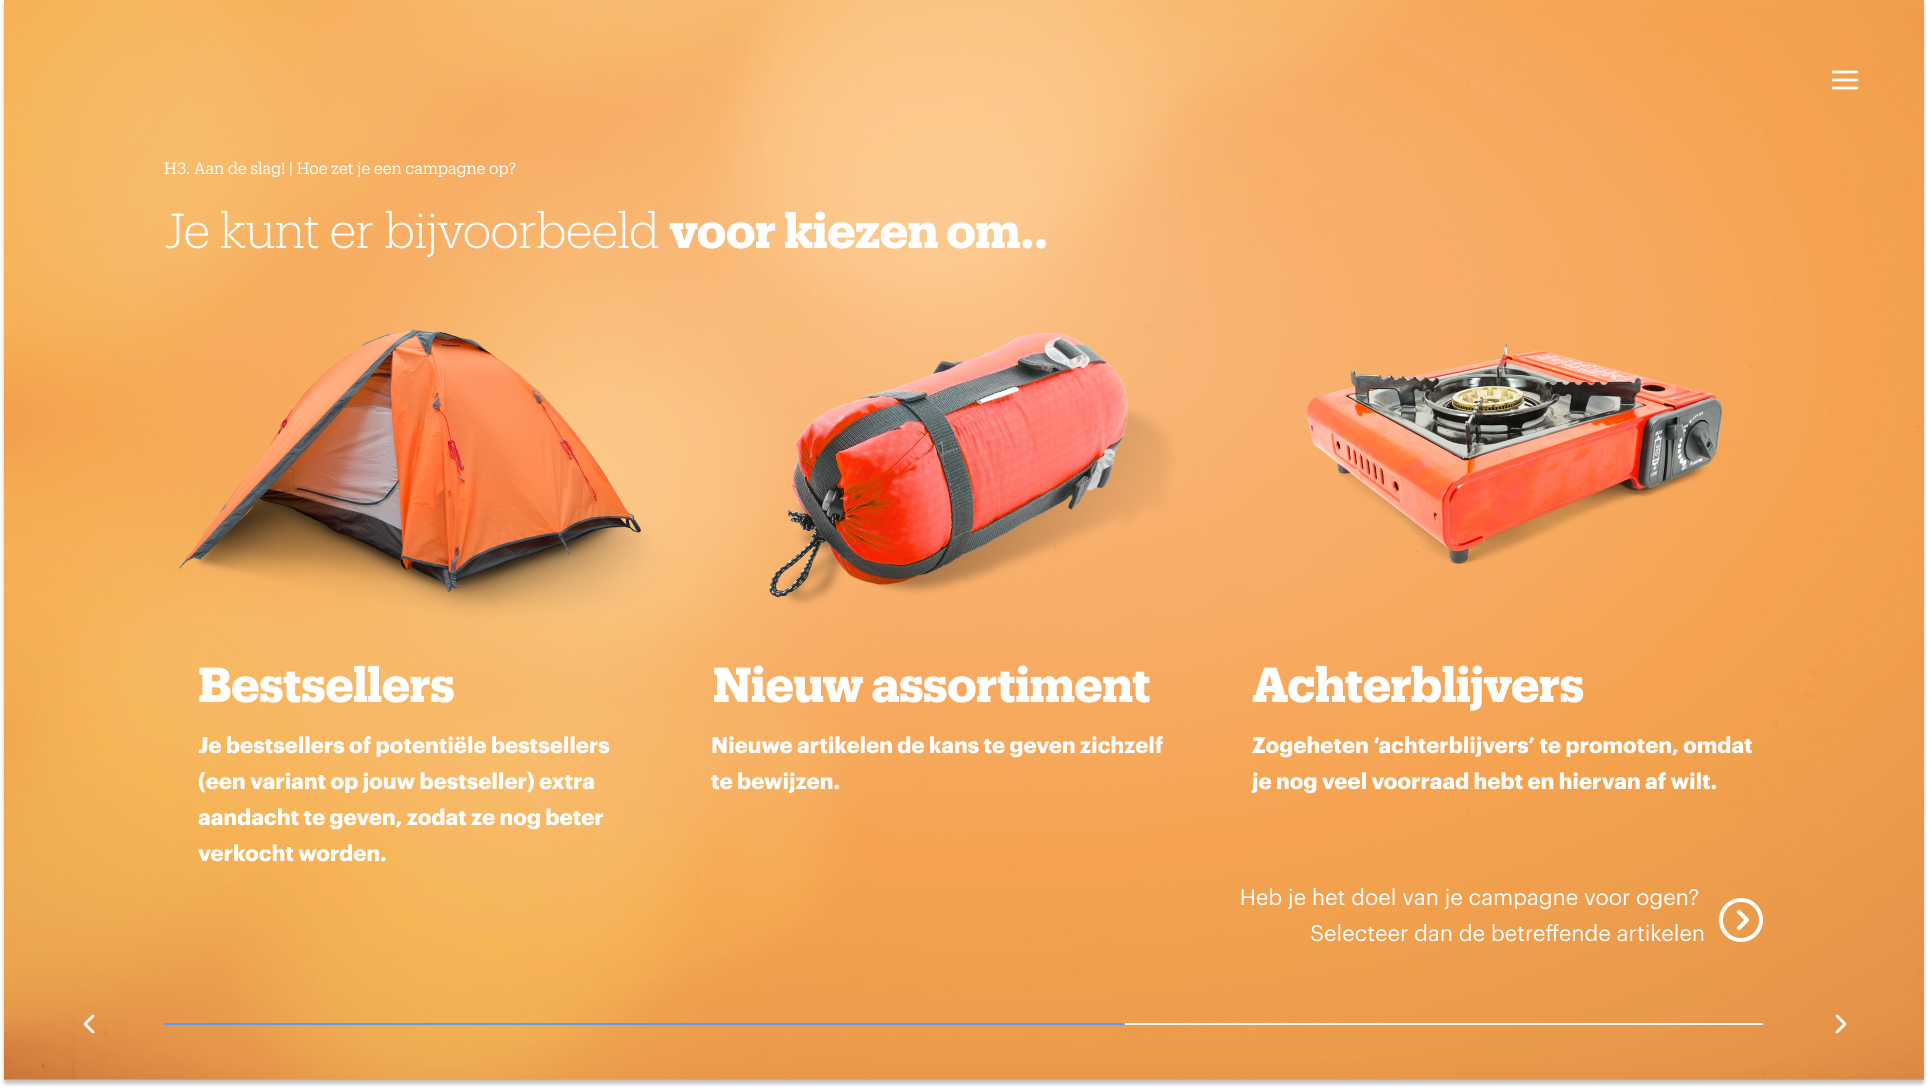 H3. Aan de slag! | Hoe zet je een campagne op?
Je kunt er bijvoorbeeld voor kiezen om..
Bestsellers
Je bestsellers of potentiële bestsellers
(een variant op jouw bestseller) extra
aandacht te geven, zodat ze nog beter
verkocht worden.
Nieuw assortiment
Nieuwe artikelen de kans te geven zichzelf
te bewijzen.
Achterblijvers
Zogeheten ‘achterblijvers’ te promoten, omdat
je nog veel voorraad hebt en hiervan af wilt.
Heb je het doel van je campagne voor ogen?
Selecteer dan de betreffende artikelen